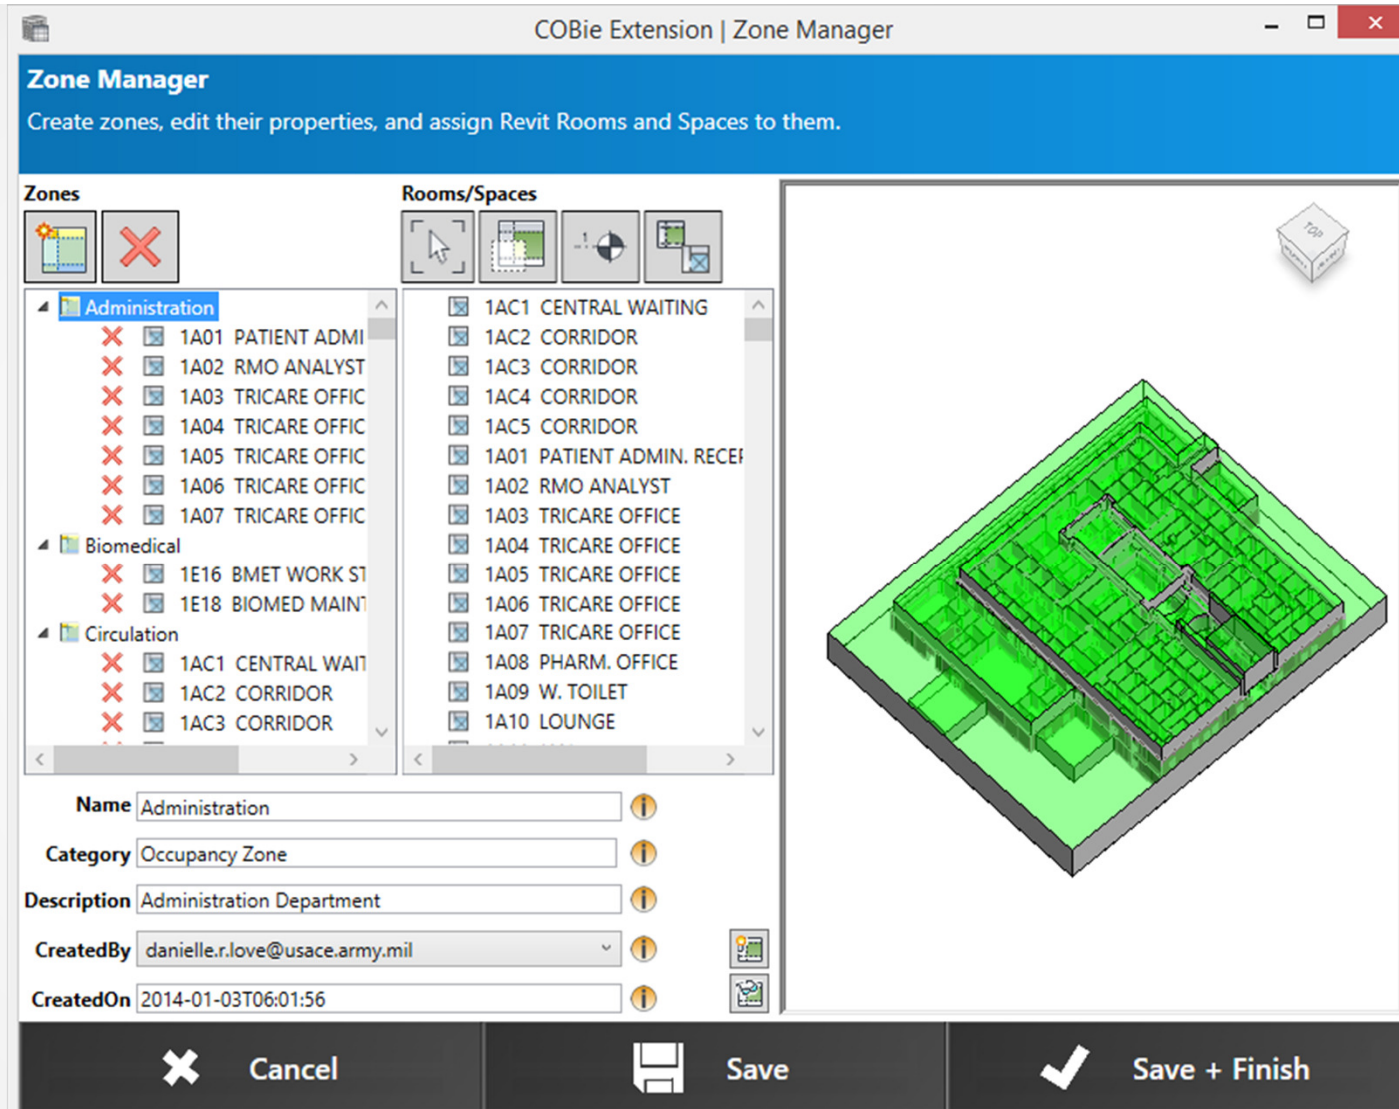 COBie Extension | Zone Manager
Zone Manager
Create zones, edit their properties, and assign Revit Rooms and Spaces to them.
Zones
Administration
1A01 PATIENT ADMI
1A02 RMO ANALYST
1A03 TRICARE OFFIC
1A04 TRICARE OFFIC
1A05 TRICARE OFFIC
1A06 TRICARE OFFIC
1A07 TRICARE OFFIC
Biomedical
1E16 BMET WORK ST
1E18 BIOMED MAINT
Circulation
1AC1 CENTRAL WAIT
1AC2 CORRIDOR
1AC3 CORRIDOR
Rooms/Spaces
1AC1 CENTRAL WAITING
1AC2 CORRIDOR
1AC3 CORRIDOR
1AC4 CORRIDOR
1AC5 CORRIDOR
1A01 PATIENT ADMIN. RECEP
1A02 RMO ANALYST
1A03 TRICARE OFFICE
1A04 TRICARE OFFICE
1A05 TRICARE OFFICE
1A06 TRICARE OFFICE
1A07 TRICARE OFFICE
1A08 PHARM. OFFICE
1A09 W. TOILET
1A10 LOUNGE
TOP
Name Administration
Category Occupancy Zone
Description Administration Department
CreatedBy danielle.r.love@usace.army.mil
CreatedOn 2014-01-03T06:01:56
Cancel
Save
Save + Finish